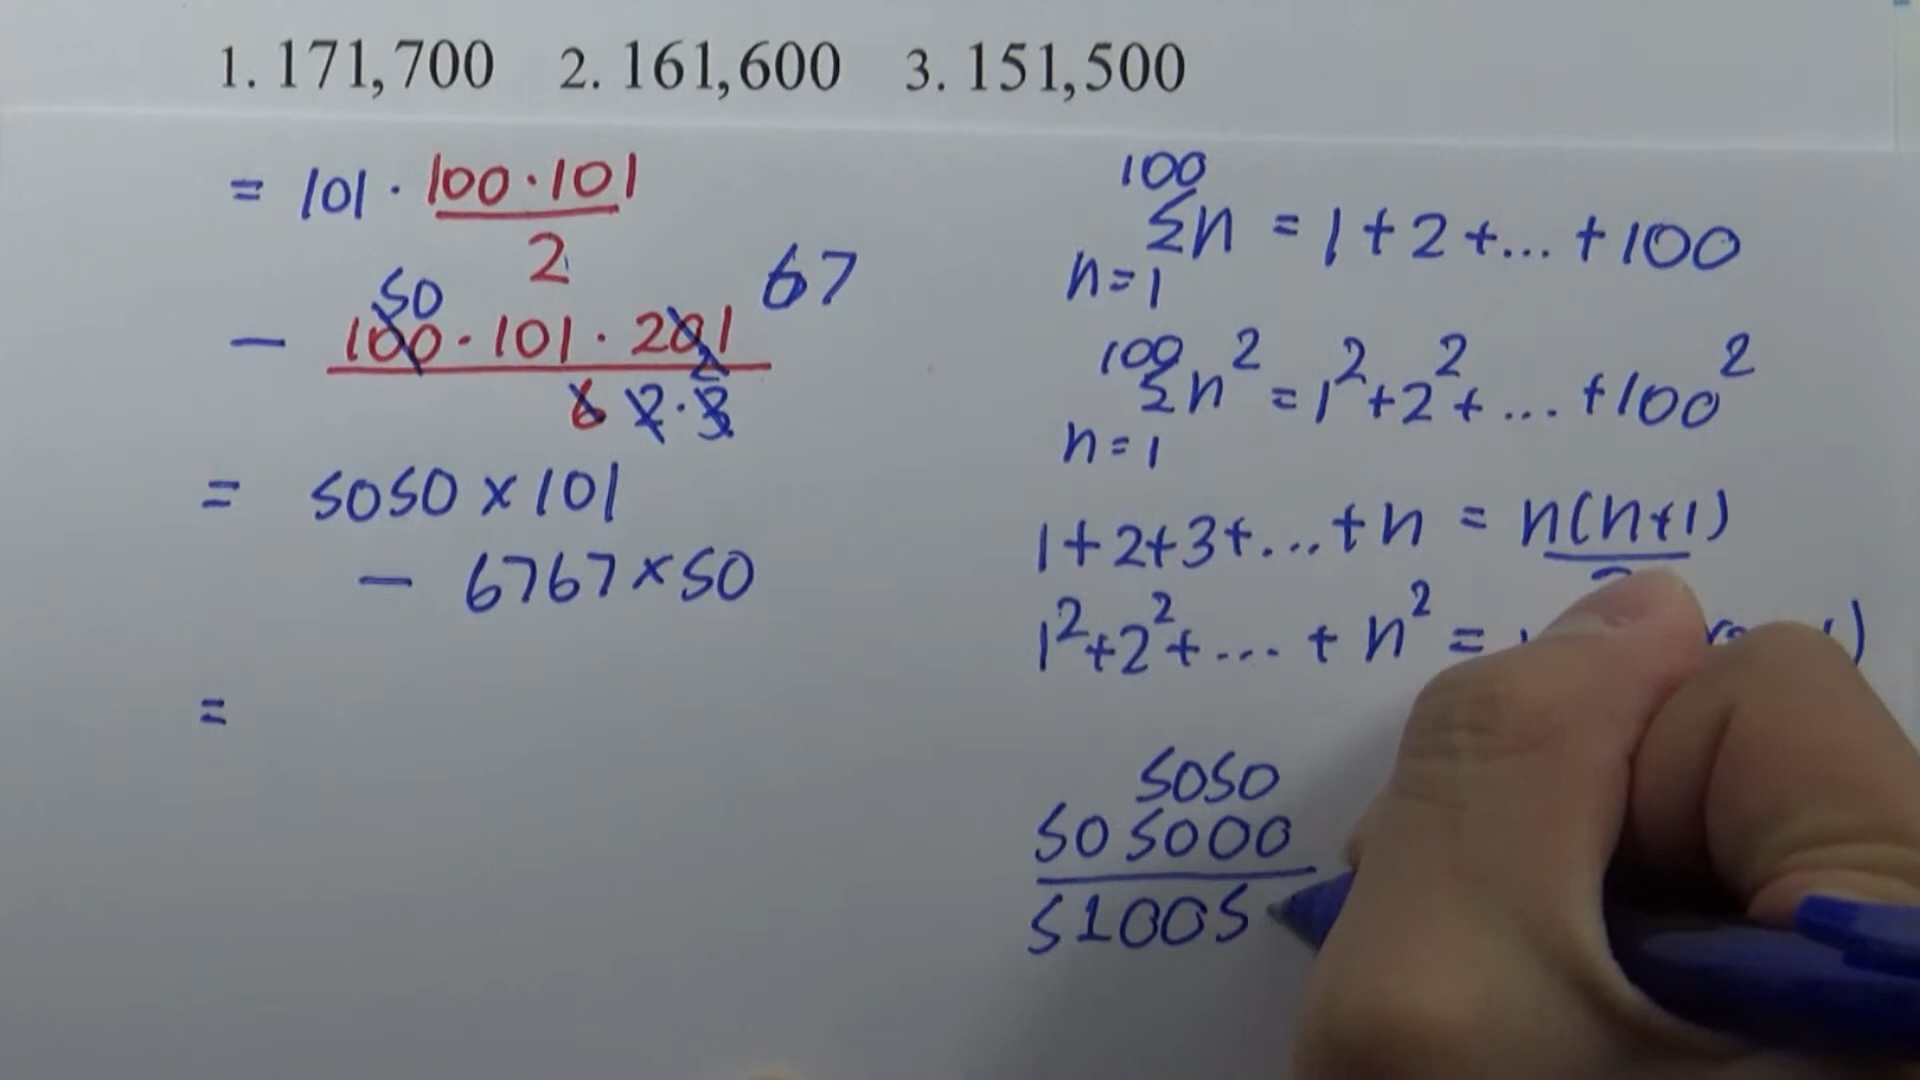 1. 171,700 2. 161,600 3. 151,500
= 101 · 100 · 101
2
50 67
− 100 · 101 · 201
6 2 · 3
= 5050 × 101
− 6767 × 50
=
100
Σn = 1 + 2 + ... + 100
n = 1
100
Σn² = 1² + 2² + ... + 100²
n = 1
1 + 2 + 3 + ... + n = n(n+1)
1² + 2² + ... + n² =
5050
505000
51005